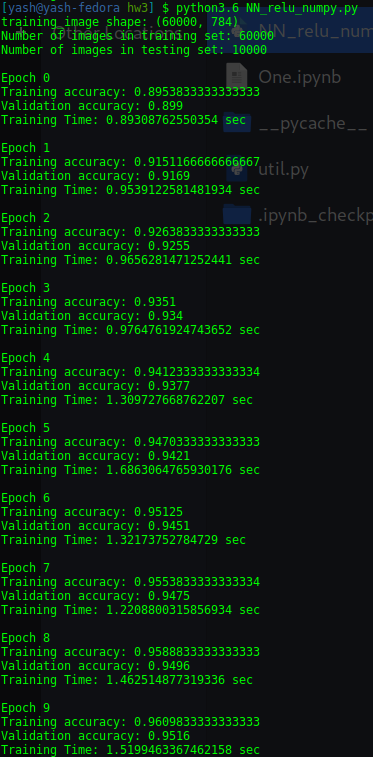 [yash@yash-fedora hw3] $ python3.6 NN_relu_numpy.py
training image shape: (60000, 784)
Number of images in training set: 60000
Number of images in testing set: 10000
Epoch 0
Training accuracy: 0.8953833333333333
Validation accuracy: 0.899
Training Time: 0.89308762550354 sec
Epoch 1
Training accuracy: 0.9151166666666667
Validation accuracy: 0.9169
Training Time: 0.9539122581481934 sec
Epoch 2
Training accuracy: 0.9263833333333333
Validation accuracy: 0.9255
Training Time: 0.9656281471252441 sec
Epoch 3
Training accuracy: 0.9351
Validation accuracy: 0.934
Training Time: 0.9764761924743652 sec
Epoch 4
Training accuracy: 0.9412333333333334
Validation accuracy: 0.9377
Training Time: 1.309727668762207 sec
Epoch 5
Training accuracy: 0.9470333333333333
Validation accuracy: 0.9421
Training Time: 1.6863064765930176 sec
Epoch 6
Training accuracy: 0.95125
Validation accuracy: 0.9451
Training Time: 1.32173752784729 sec
Epoch 7
Training accuracy: 0.9553833333333334
Validation accuracy: 0.9475
Training Time: 1.2208800315856934 sec
Epoch 8
Training accuracy: 0.9588833333333333
Validation accuracy: 0.9496
Training Time: 1.462514877319336 sec
Epoch 9
Training accuracy: 0.9609833333333333
Validation accuracy: 0.9516
Training Time: 1.5199463367462158 sec
Other Locations
NN_relu_num
One.ipynb
__pycache__
util.py
.ipynb_checkp